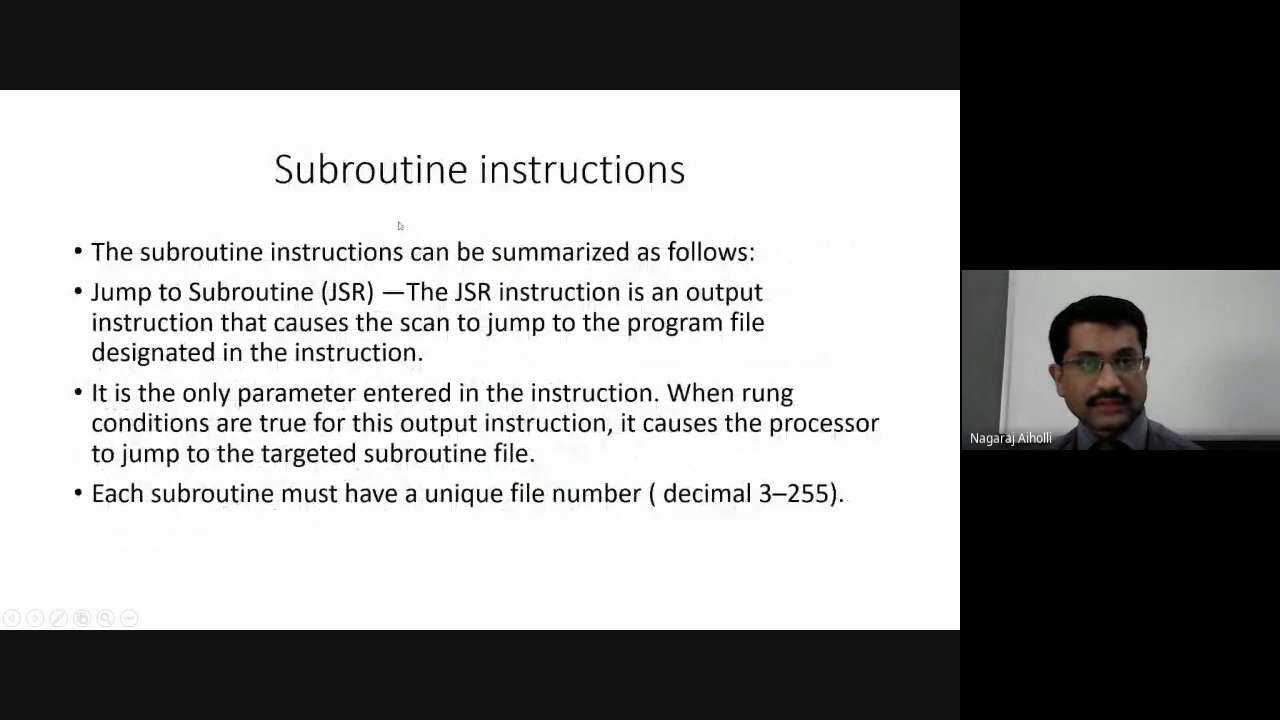 Subroutine instructions
• The subroutine instructions can be summarized as follows:
• Jump to Subroutine (JSR) —The JSR instruction is an output
instruction that causes the scan to jump to the program file
designated in the instruction.
• It is the only parameter entered in the instruction. When rung
conditions are true for this output instruction, it causes the processor
to jump to the targeted subroutine file.
• Each subroutine must have a unique file number ( decimal 3–255).
Nagaraj Aiholli